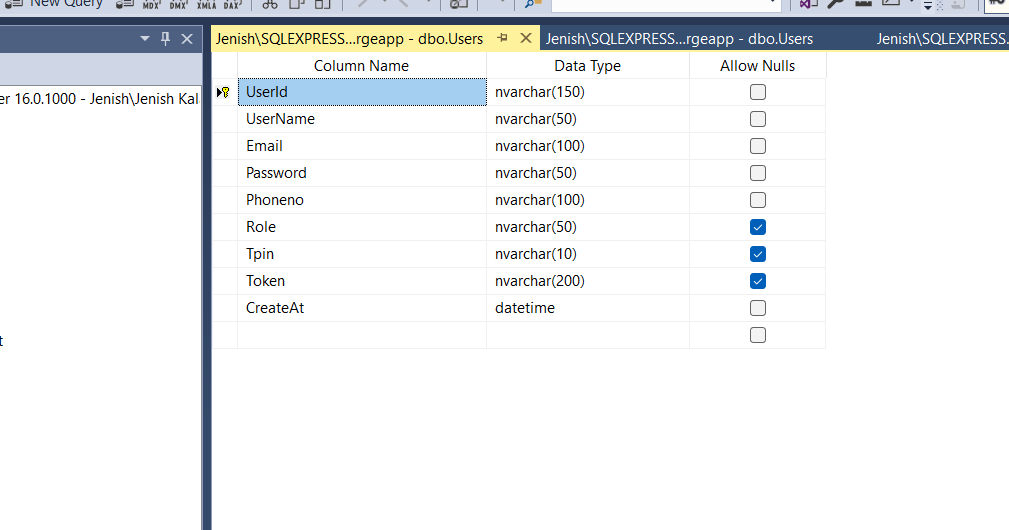 New Query
MDX DMX XMLA DAX
er 16.0.1000 - Jenish\Jenish Kal
t
Jenish\SQLEXPRESS...rgeapp - dbo.Users
Jenish\SQLEXPRESS...rgeapp - dbo.Users
Jenish\SQLEXPRESS.
Column Name Data Type Allow Nulls
UserId nvarchar(150)
UserName nvarchar(50)
Email nvarchar(100)
Password nvarchar(50)
Phoneno nvarchar(100)
Role nvarchar(50)
Tpin nvarchar(10)
Token nvarchar(200)
CreateAt datetime